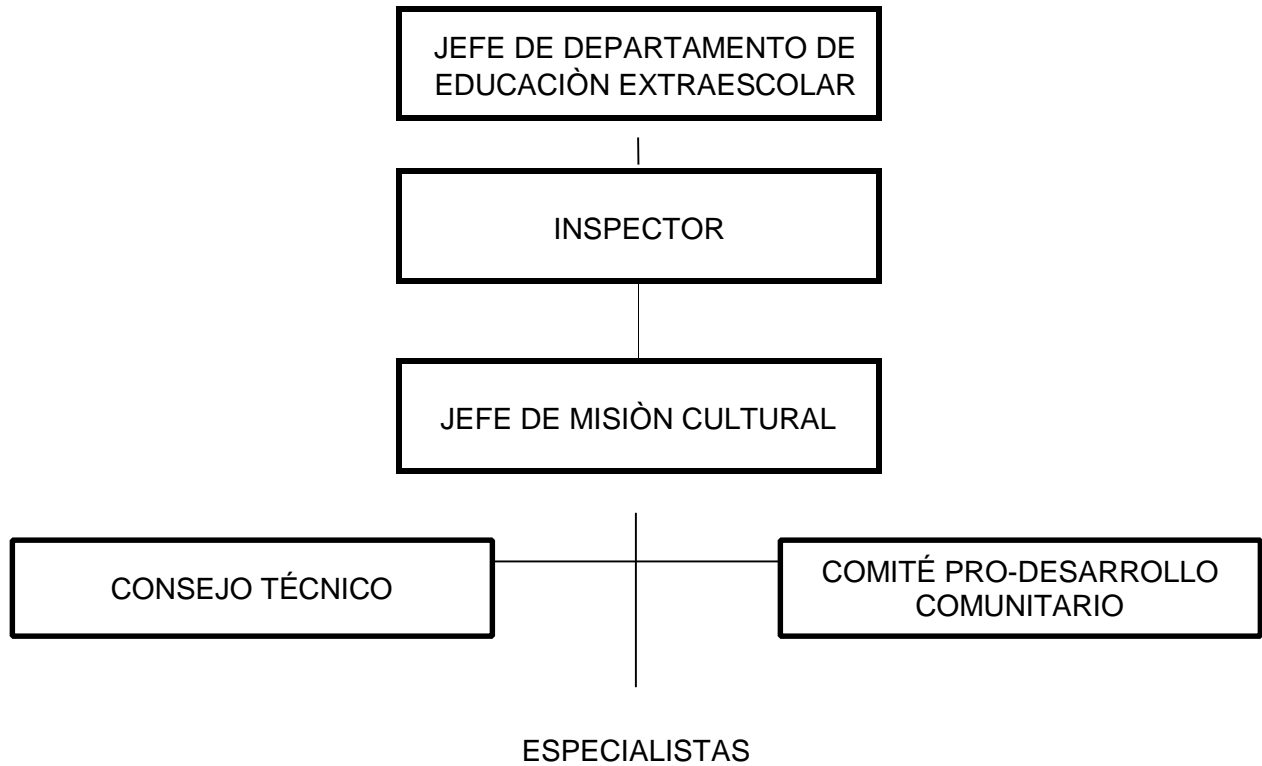 JEFE DE DEPARTAMENTO DE
EDUCACIÒN EXTRAESCOLAR
INSPECTOR
JEFE DE MISIÒN CULTURAL
CONSEJO TÉCNICO
COMITÉ PRO-DESARROLLO
COMUNITARIO
ESPECIALISTAS